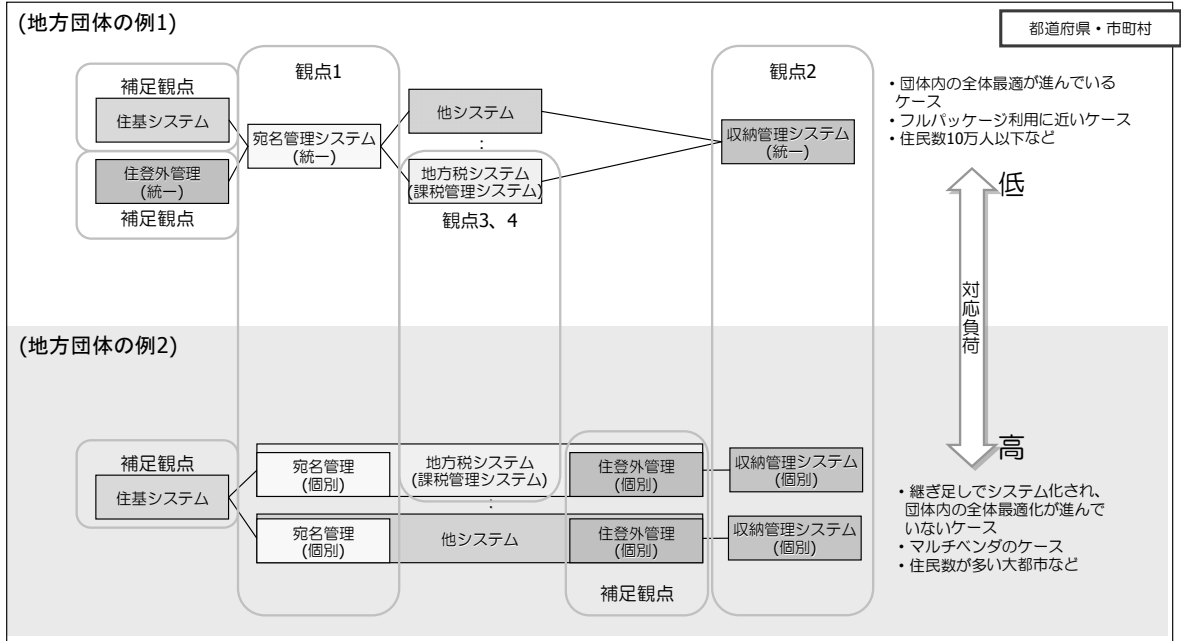 (地方団体の例1)
都道府県・市町村
観点1
観点2
補足観点
住基システム
他システム
:
宛名管理システム
(統一)
収納管理システム
(統一)
住登外管理
(統一)
補足観点
地方税システム
(課税管理システム)
観点3、4
・団体内の全体最適が進んでいる
ケース
・フルパッケージ利用に近いケース
・住民数10万人以下など
低
対応負荷
高
(地方団体の例2)
補足観点
住基システム
宛名管理
(個別)
地方税システム
(課税管理システム)
住登外管理
(個別)
収納管理システム
(個別)
:
宛名管理
(個別)
他システム
住登外管理
(個別)
収納管理システム
(個別)
補足観点
・継ぎ足しでシステム化され、
団体内の全体最適化が進んで
いないケース
・マルチベンダのケース
・住民数が多い大都市など